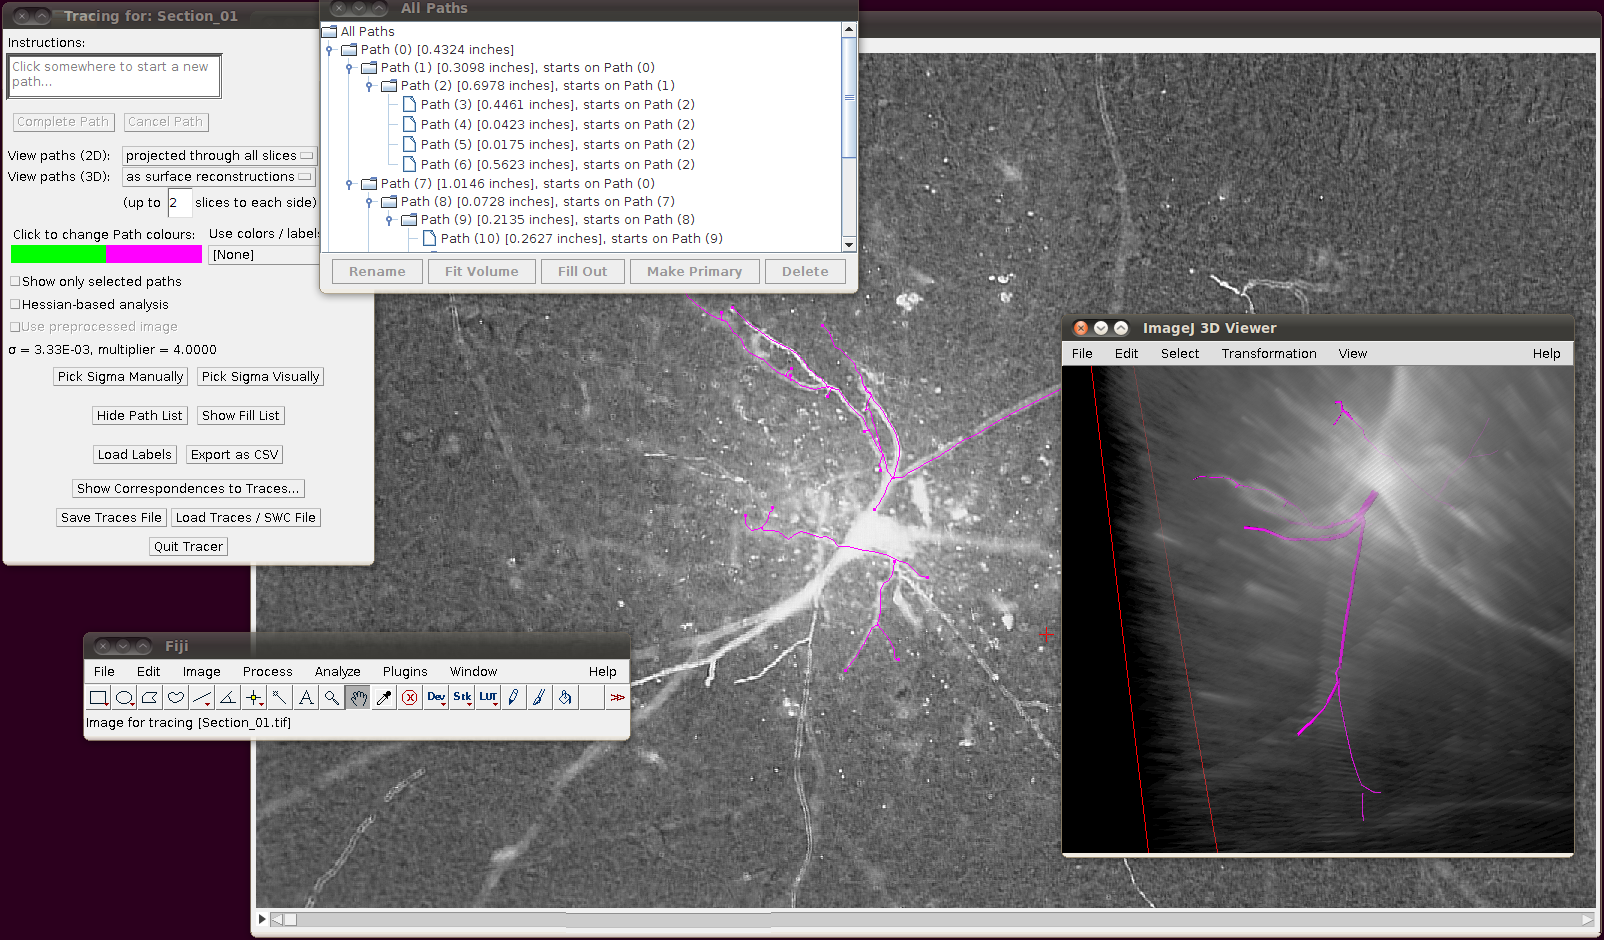 Tracing for: Section_01
Instructions:
Click somewhere to start a new
path...
Complete Path Cancel Path
View paths (2D): projected through all slices
View paths (3D): as surface reconstructions
(up to 2 slices to each side)
Click to change Path colours: Use colors / label
[None]
Show only selected paths
Hessian-based analysis
Use preprocessed image
σ = 3.33E-03, multiplier = 4.0000
Pick Sigma Manually Pick Sigma Visually
Hide Path List Show Fill List
Load Labels Export as CSV
Show Correspondences to Traces...
Save Traces File Load Traces / SWC File
Quit Tracer
All Paths
All Paths
Path (0) [0.4324 inches]
Path (1) [0.3098 inches], starts on Path (0)
Path (2) [0.6978 inches], starts on Path (1)
Path (3) [0.4461 inches], starts on Path (2)
Path (4) [0.0423 inches], starts on Path (2)
Path (5) [0.0175 inches], starts on Path (2)
Path (6) [0.5623 inches], starts on Path (2)
Path (7) [1.0146 inches], starts on Path (0)
Path (8) [0.0728 inches], starts on Path (7)
Path (9) [0.2135 inches], starts on Path (8)
Path (10) [0.2627 inches], starts on Path (9)
Rename Fit Volume Fill Out Make Primary Delete
ImageJ 3D Viewer
File Edit Select Transformation View Help
Fiji
File Edit Image Process Analyze Plugins Window Help
A Dev Stk LUT
Image for tracing [Section_01.tif]